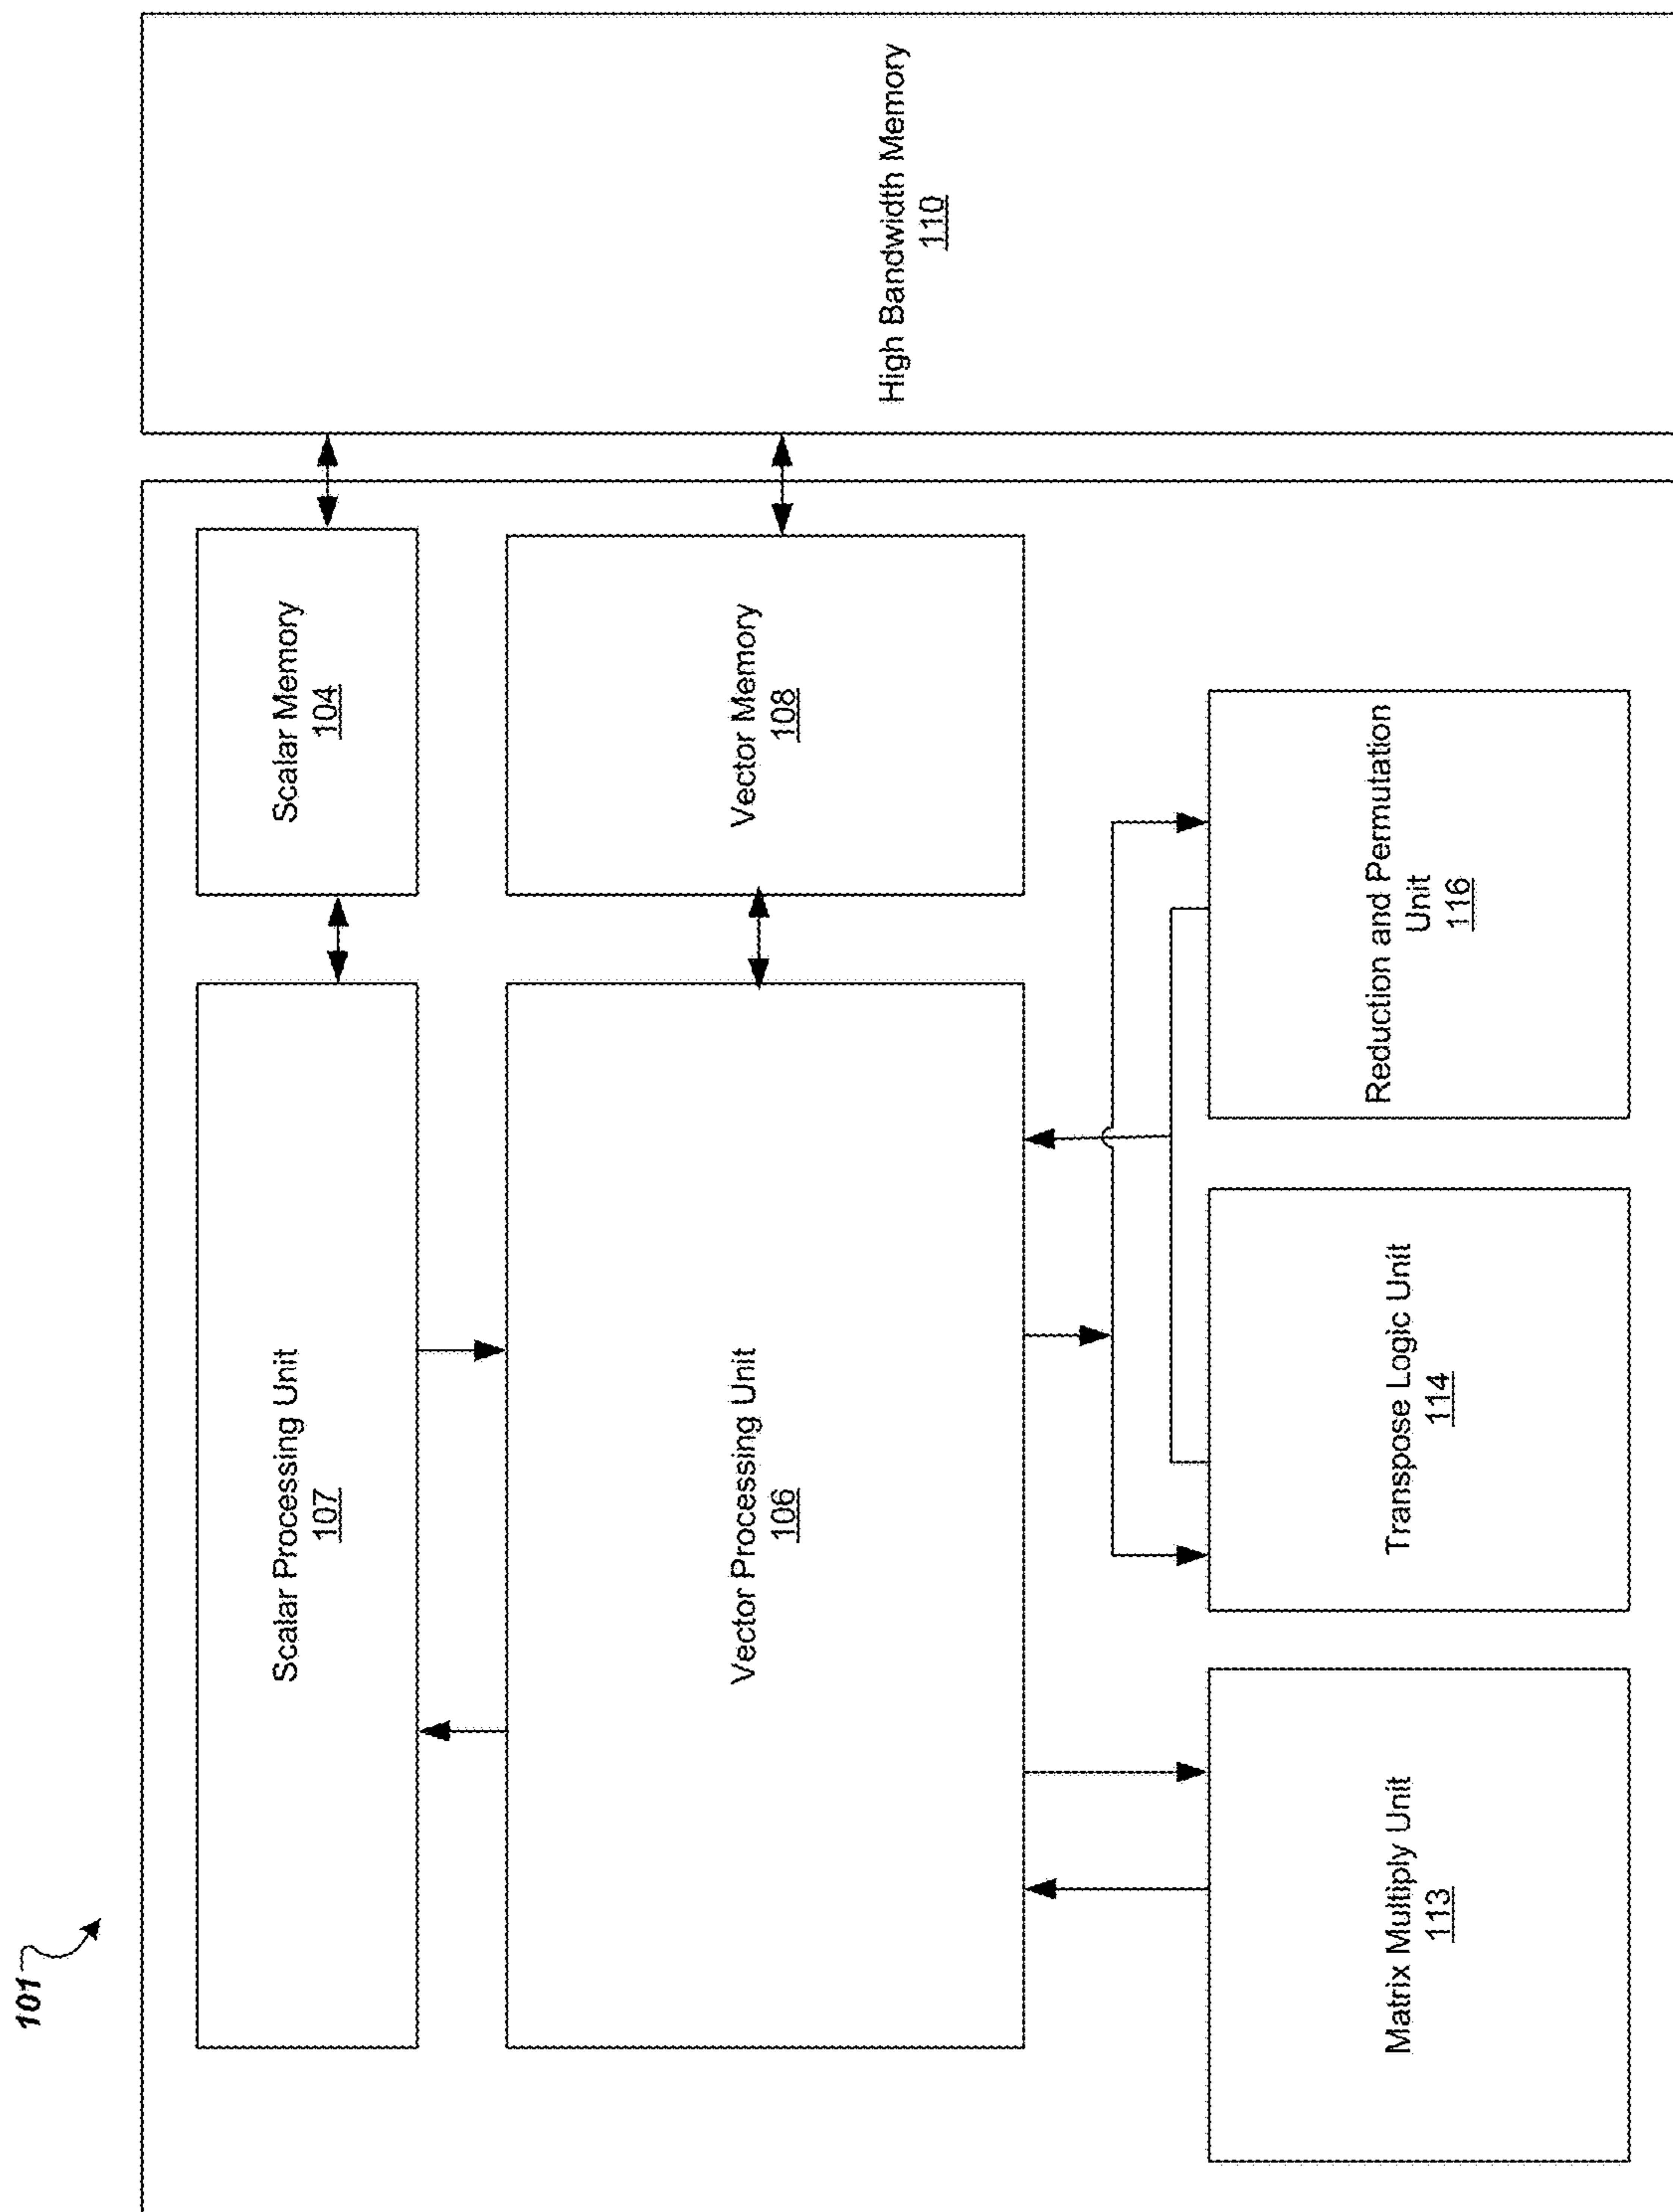 101
Scalar Processing Unit
107
Scalar Memory
104
High Bandwidth Memory
110
Vector Processing Unit
106
Vector Memory
108
Matrix Multiply Unit
113
Transpose Logic Unit
114
Reduction and Permutation
Unit
116